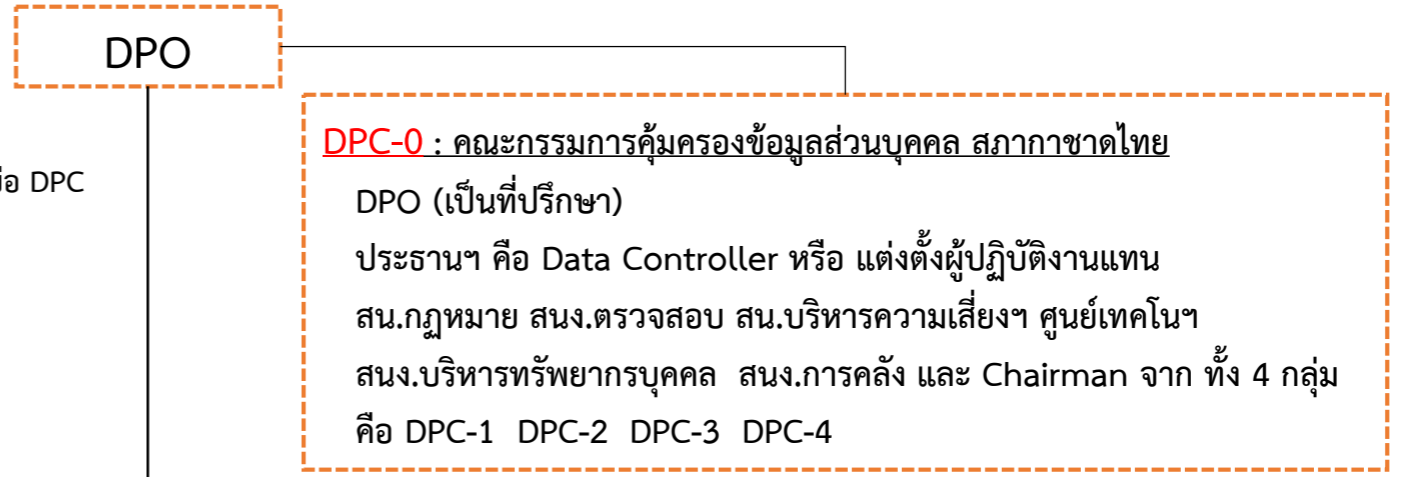 DPO
DPC-0 : คณะกรรมการคุ้มครองข้อมูลส่วนบุคคล สภากาชาดไทย
DPC
DPO (เป็นที่ปรึกษา)
ประธานฯ คือ Data Controller หรือ แต่งตั้งผู้ปฏิบัติงานแทน
สน.กฏหมาย สนง.ตรวจสอบ สน.บริหารความเสี่ยงฯ ศูนย์เทคโนฯ
สนง.บริหารทรัพยากรบุคคล สนง.การคลัง และ Chairman จาก ทั้ง 4 กลุ่ม
คือ DPC-1 DPC-2 DPC-3 DPC-4